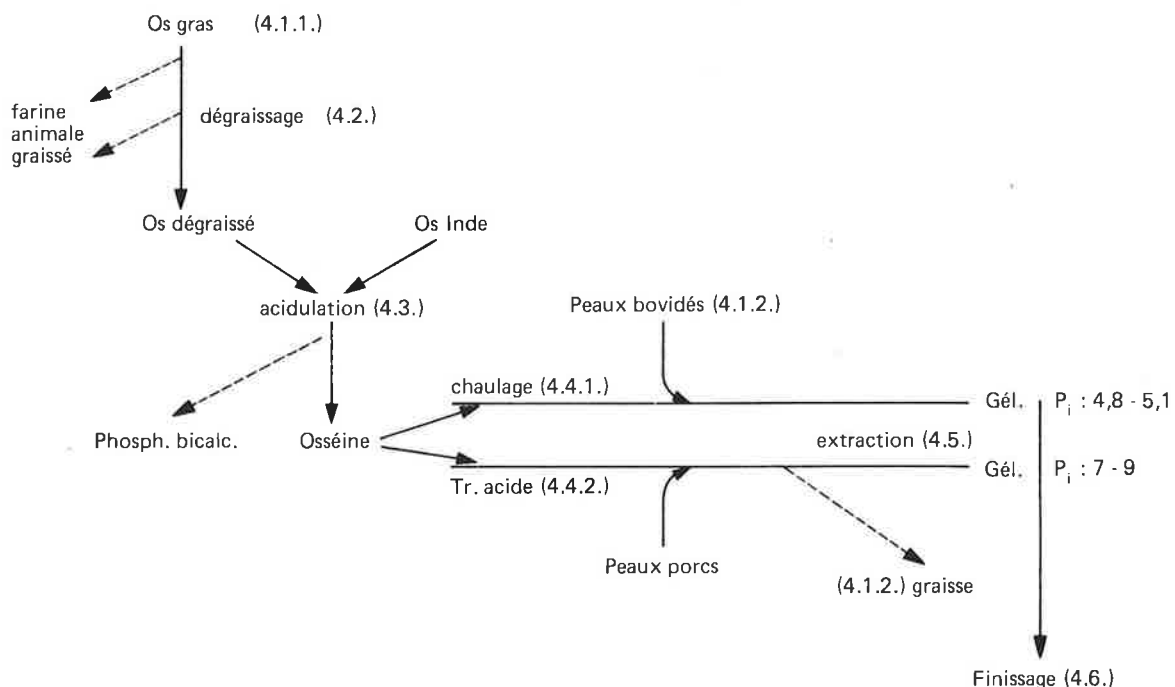 Os gras (4.1.1.)
farine
animale
graissé
dégraissage (4.2.)
Os dégraissé
Os Inde
acidulation (4.3.)
Peaux bovidés (4.1.2.)
chaulage (4.4.1.)
Gél. Pi : 4,8 - 5,1
Phosph. bicalc.
Osséine
extraction (4.5.)
Tr. acide (4.4.2.)
Gél. Pi : 7 - 9
Peaux porcs
(4.1.2.) graisse
Finissage (4.6.)